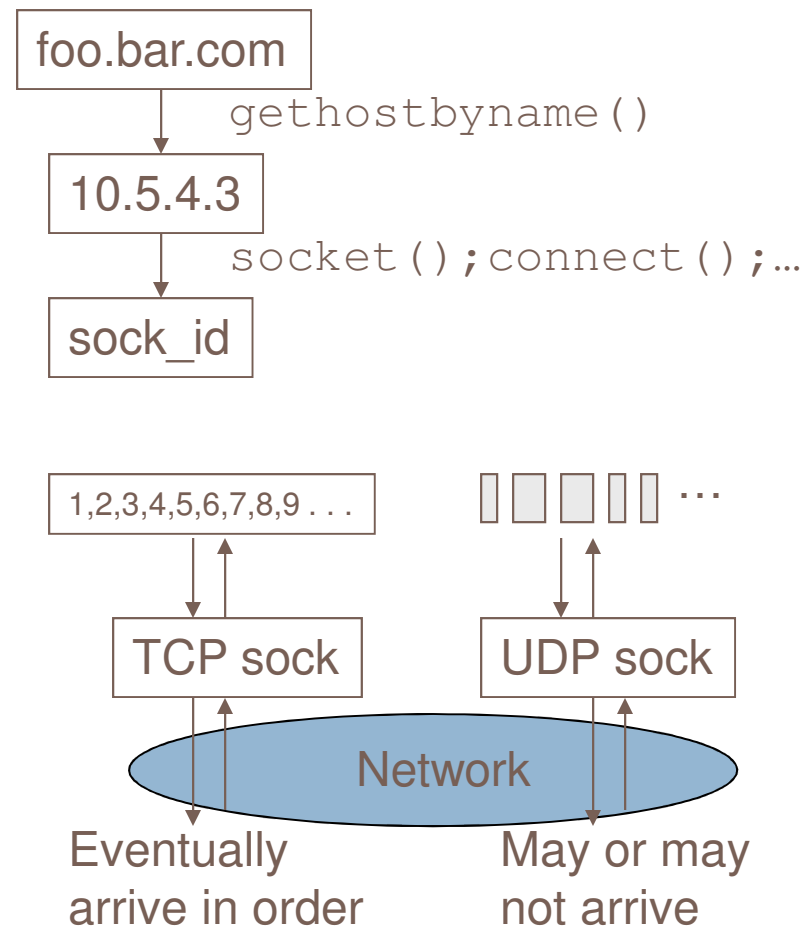 foo.bar.com
gethostbyname()
10.5.4.3
socket();connect();…
sock_id
1,2,3,4,5,6,7,8,9 . . .
…
TCP sock
UDP sock
Network
Eventually
arrive in order
May or may
not arrive